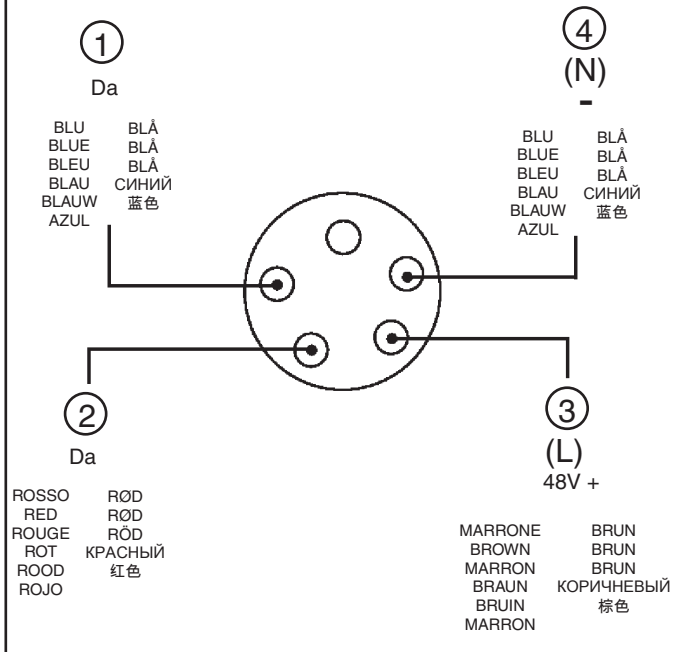 1
Da
BLU BLÅ
BLUE BLÅ
BLEU BLÅ
BLAU СИНИЙ
BLAUW 蓝色
AZUL
4
(N)
-
BLU BLÅ
BLUE BLÅ
BLEU BLÅ
BLAU СИНИЙ
BLAUW 蓝色
AZUL
2
Da
ROSSO RØD
RED RØD
ROUGE RÖD
ROT КРАСНЫЙ
ROOD 红色
ROJO
3
(L)
48V +
MARRONE BRUN
BROWN BRUN
MARRON BRUN
BRAUN КОРИЧНЕВЫЙ
BRUIN 棕色
MARRON